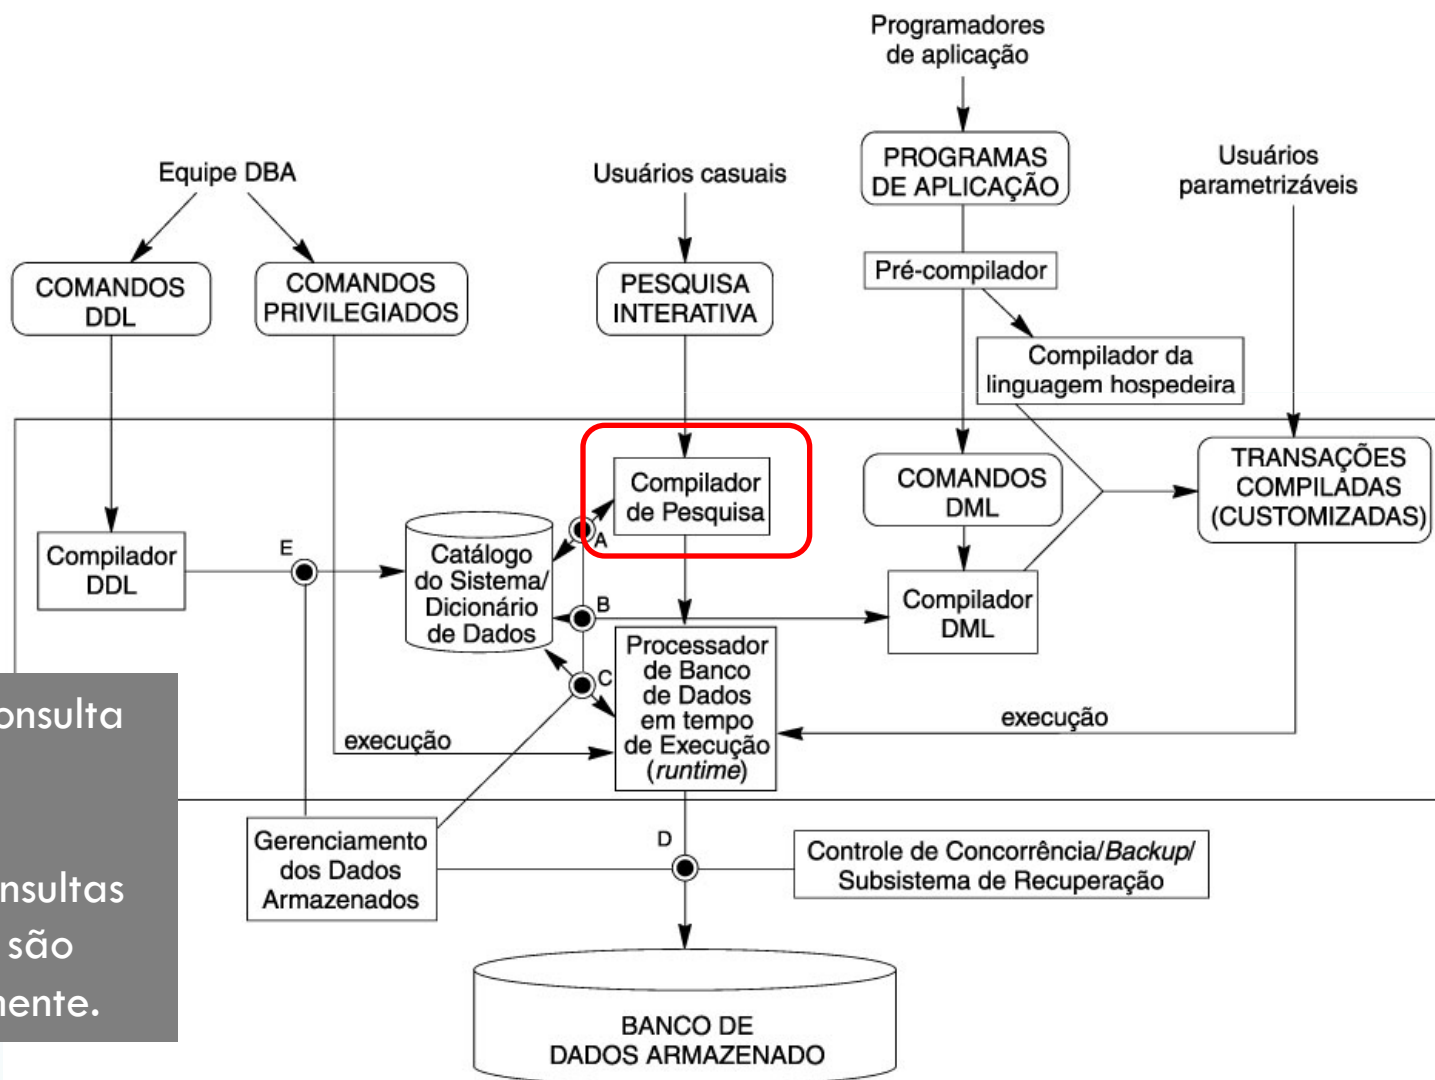 Programadores
de aplicação
Equipe DBA
Usuários casuais
PROGRAMAS
DE APLICAÇÃO
Usuários
parametrizáveis
COMANDOS
DDL
COMANDOS
PRIVILEGIADOS
PESQUISA
INTERATIVA
Pré-compilador
Compilador da
linguagem hospedeira
Compilador
de Pesquisa
COMANDOS
DML
TRANSAÇÕES
COMPILADAS
(CUSTOMIZADAS)
Compilador
DDL
E
Catálogo
do Sistema/
Dicionário
de Dados
A
B
C
Compilador
DML
Processador
de Banco
de Dados
em tempo
de Execução
(runtime)
execução
execução
onsulta
nsultas
são
nente.
Gerenciamento
dos Dados
Armazenados
D
Controle de Concorrência/Backup/
Subsistema de Recuperação
BANCO DE
DADOS ARMAZENADO